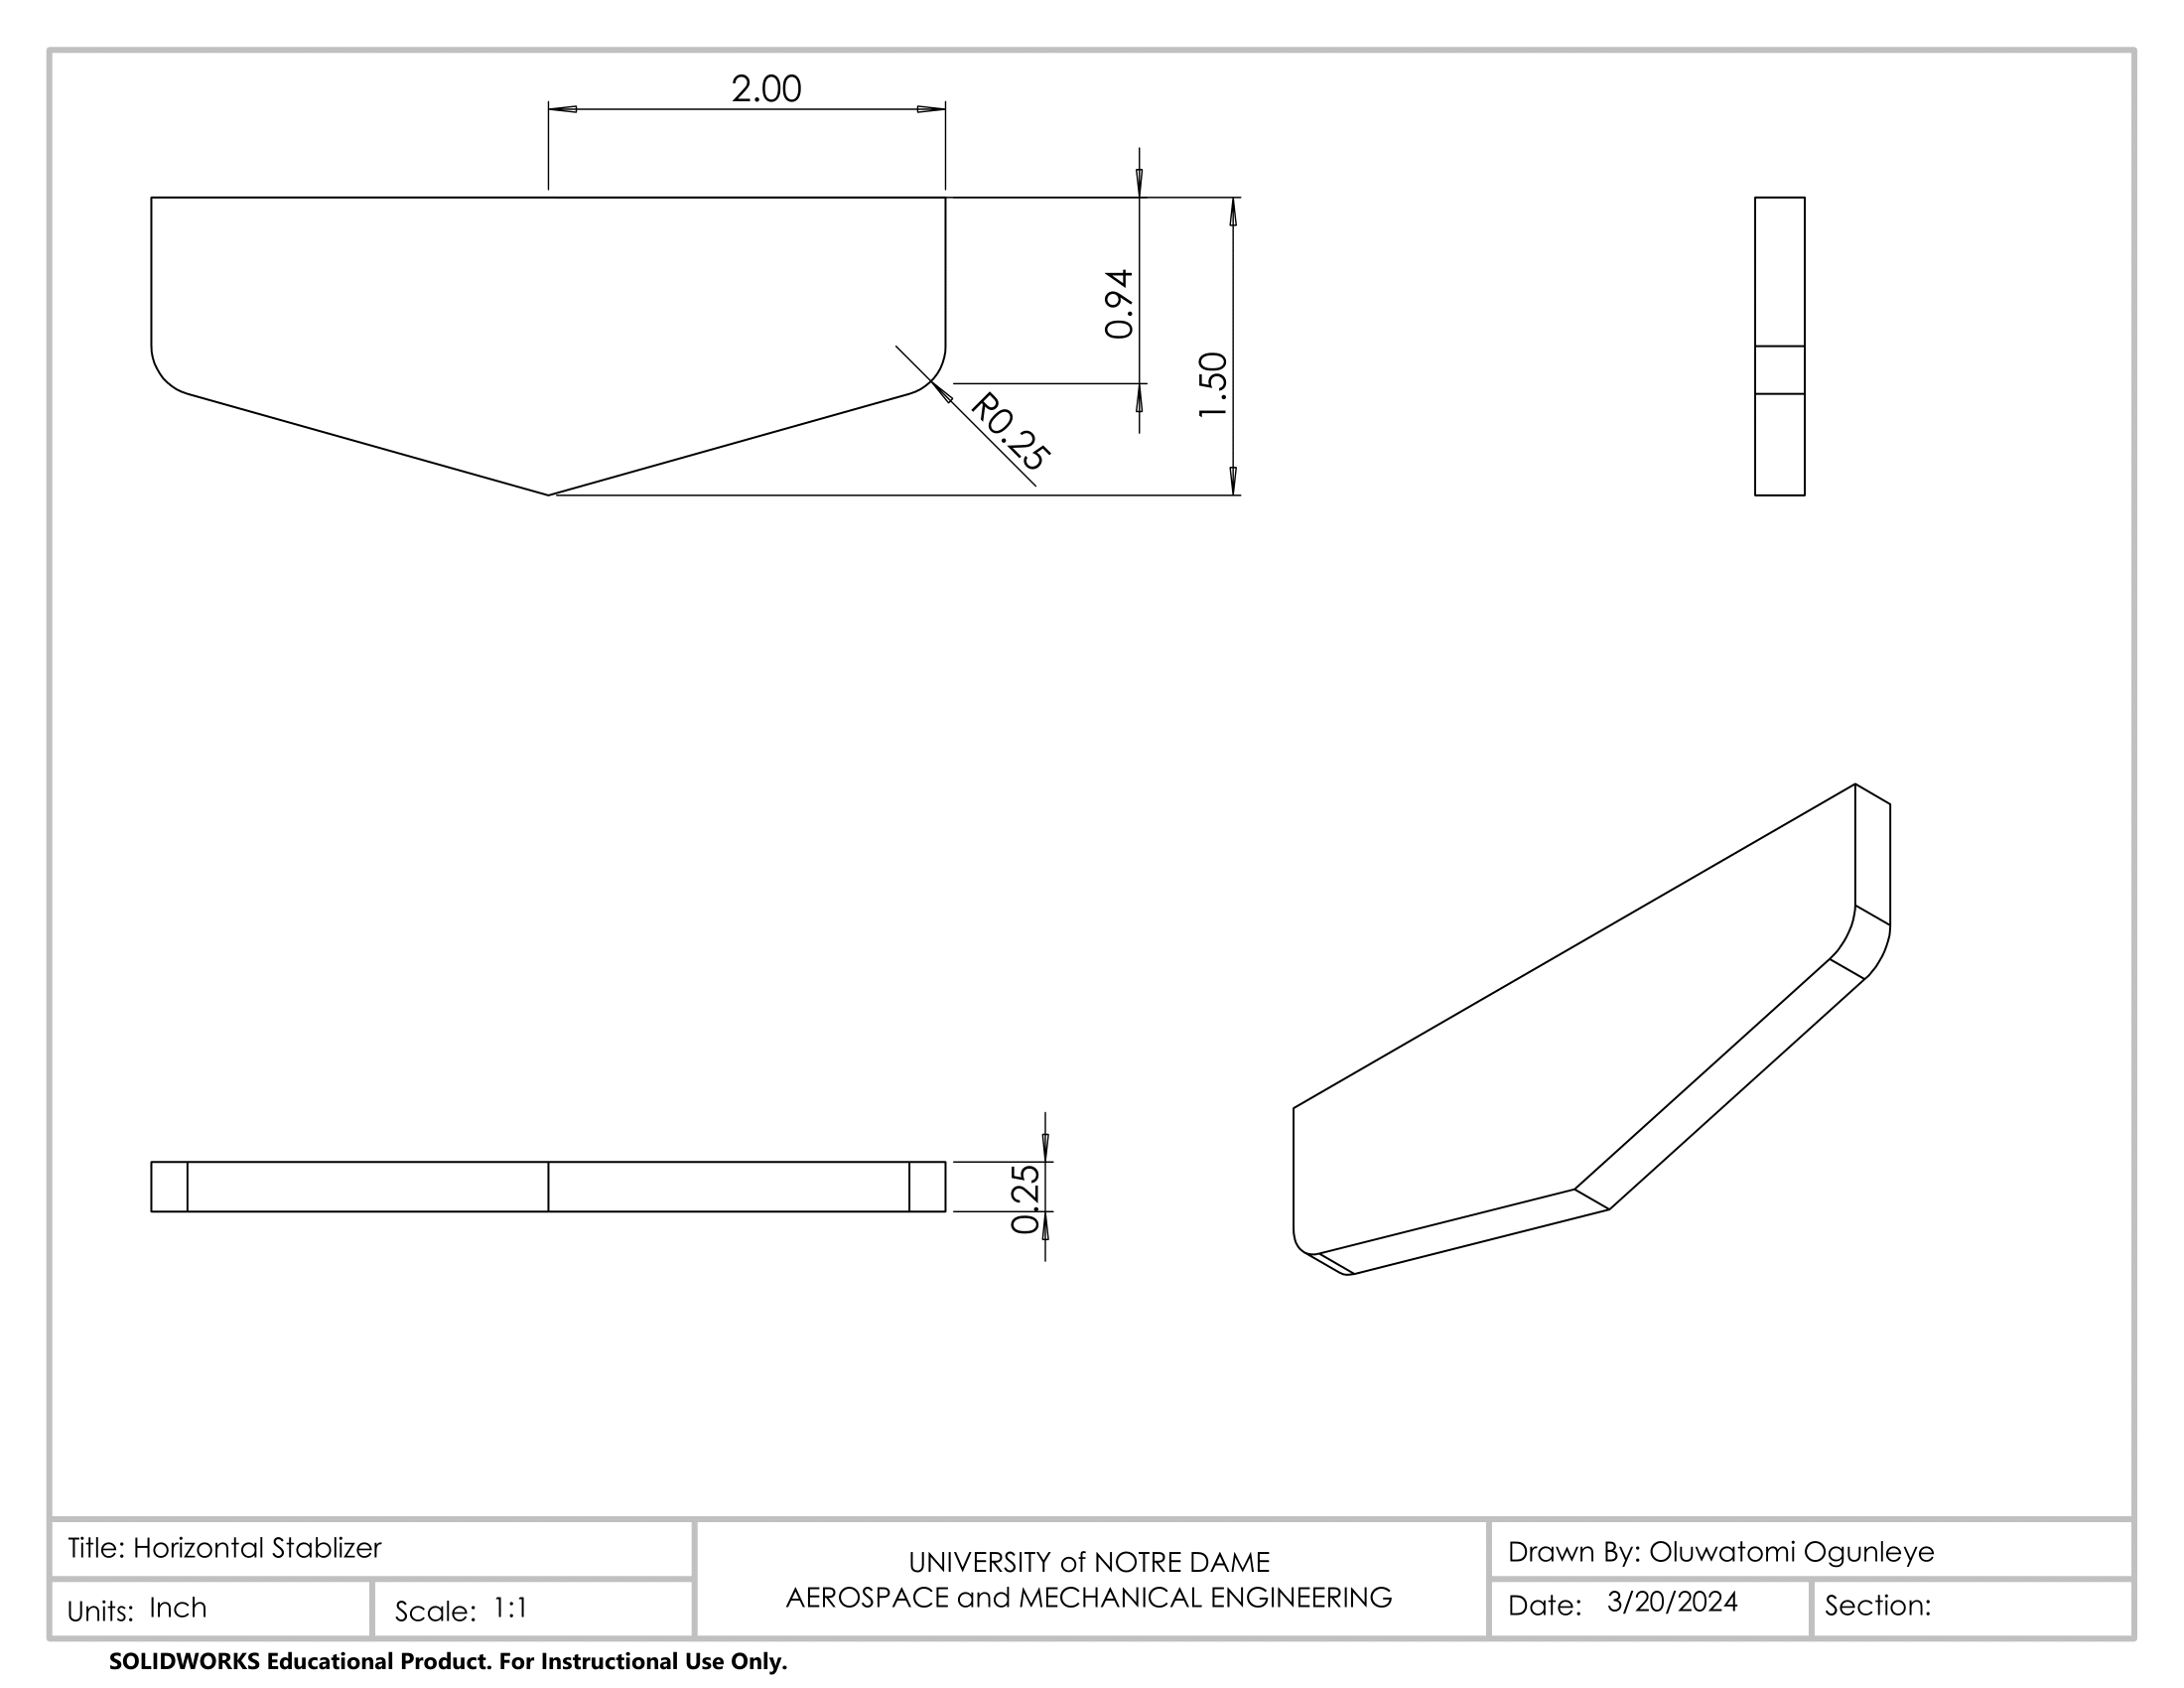 2.00
0.94
1.50
R0.25
0.25
Title: Horizontal Stablizer
Units: Inch
Scale: 1:1
UNIVERSITY of NOTRE DAME
AEROSPACE and MECHANICAL ENGINEERING
Drawn By: Oluwatomi Ogunleye
Date: 3/20/2024
Section:
SOLIDWORKS Educational Product. For Instructional Use Only.